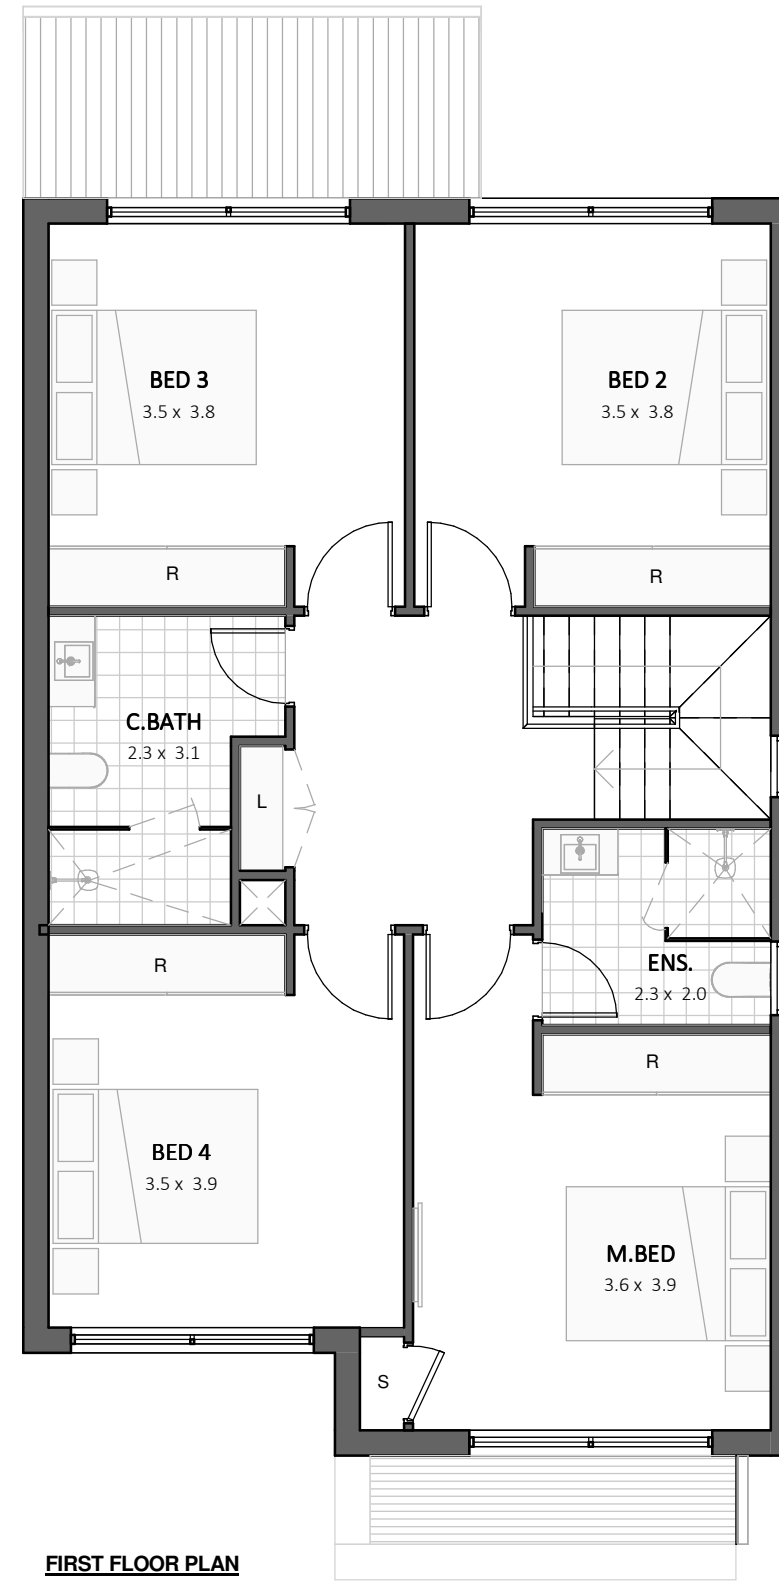 BED 3
3.5 x 3.8
BED 2
3.5 x 3.8
R
R
C.BATH
2.3 x 3.1
L
R
ENS.
2.3 x 2.0
R
BED 4
3.5 x 3.9
M.BED
3.6 x 3.9
S
FIRST FLOOR PLAN